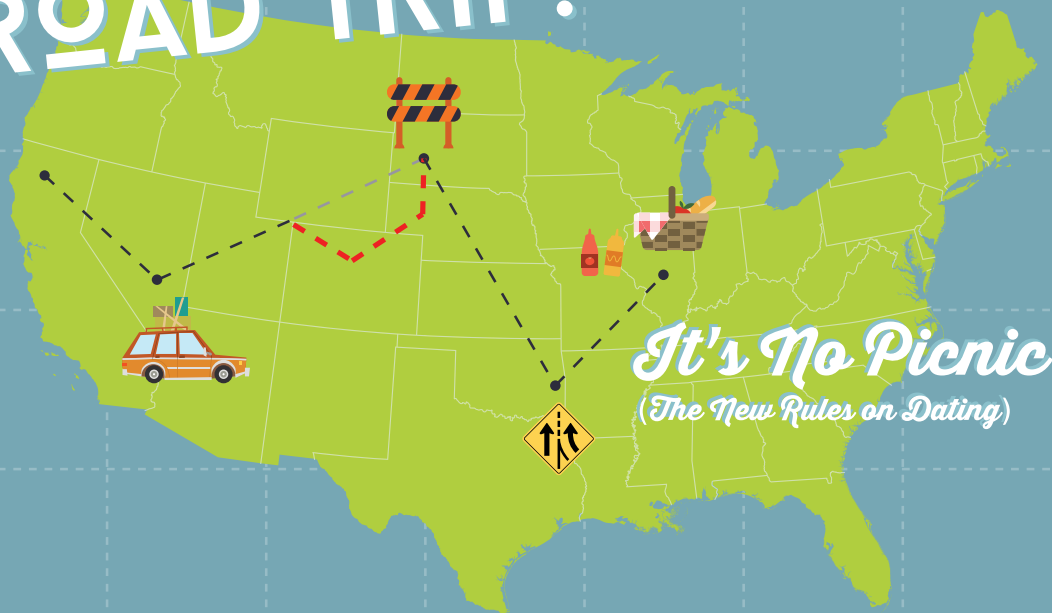 ROAD TRIP:
It's No Picnic
(The New Rules on Dating)